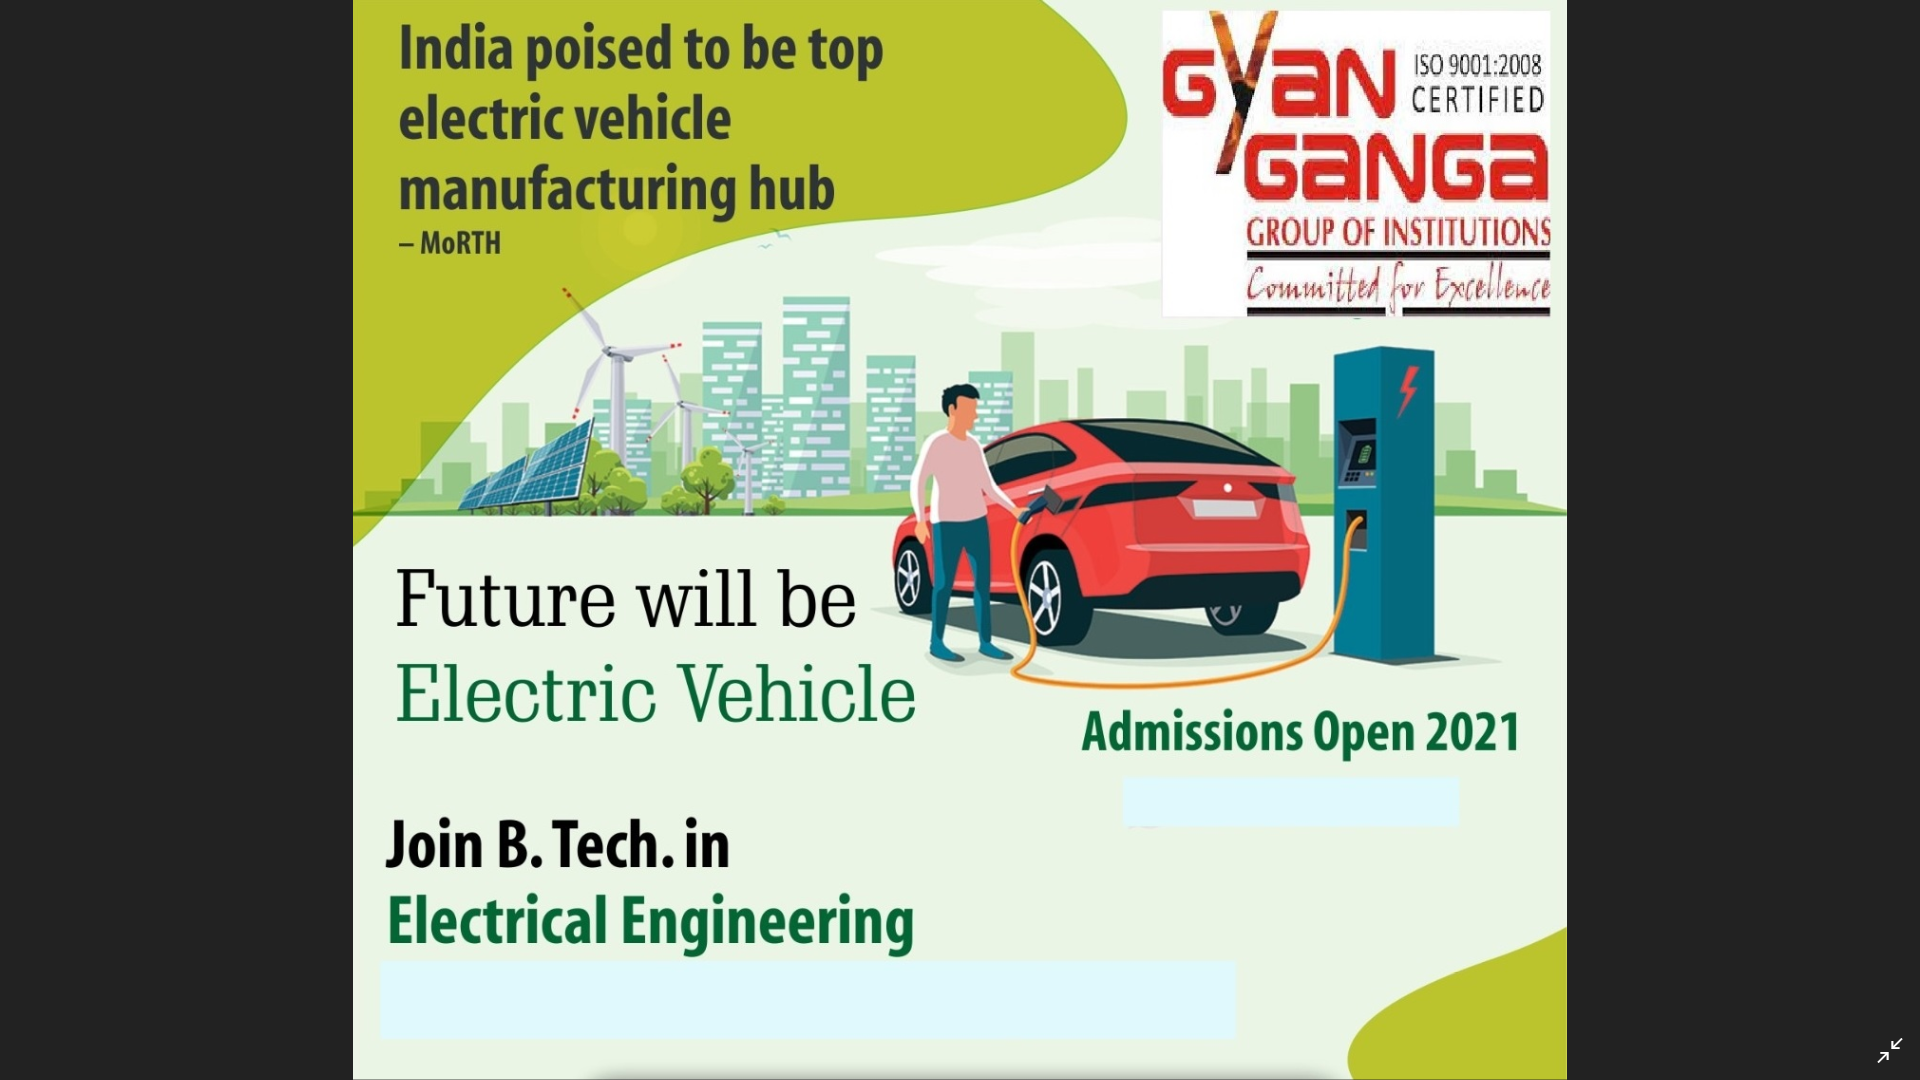 India poised to be top
electric vehicle
manufacturing hub
– MoRTH
GYAN
GANGA
ISO 9001:2008
CERTIFIED
GROUP OF INSTITUTIONS
Committed for Excellence
Future will be
Electric Vehicle
Admissions Open 2021
Join B. Tech. in
Electrical Engineering